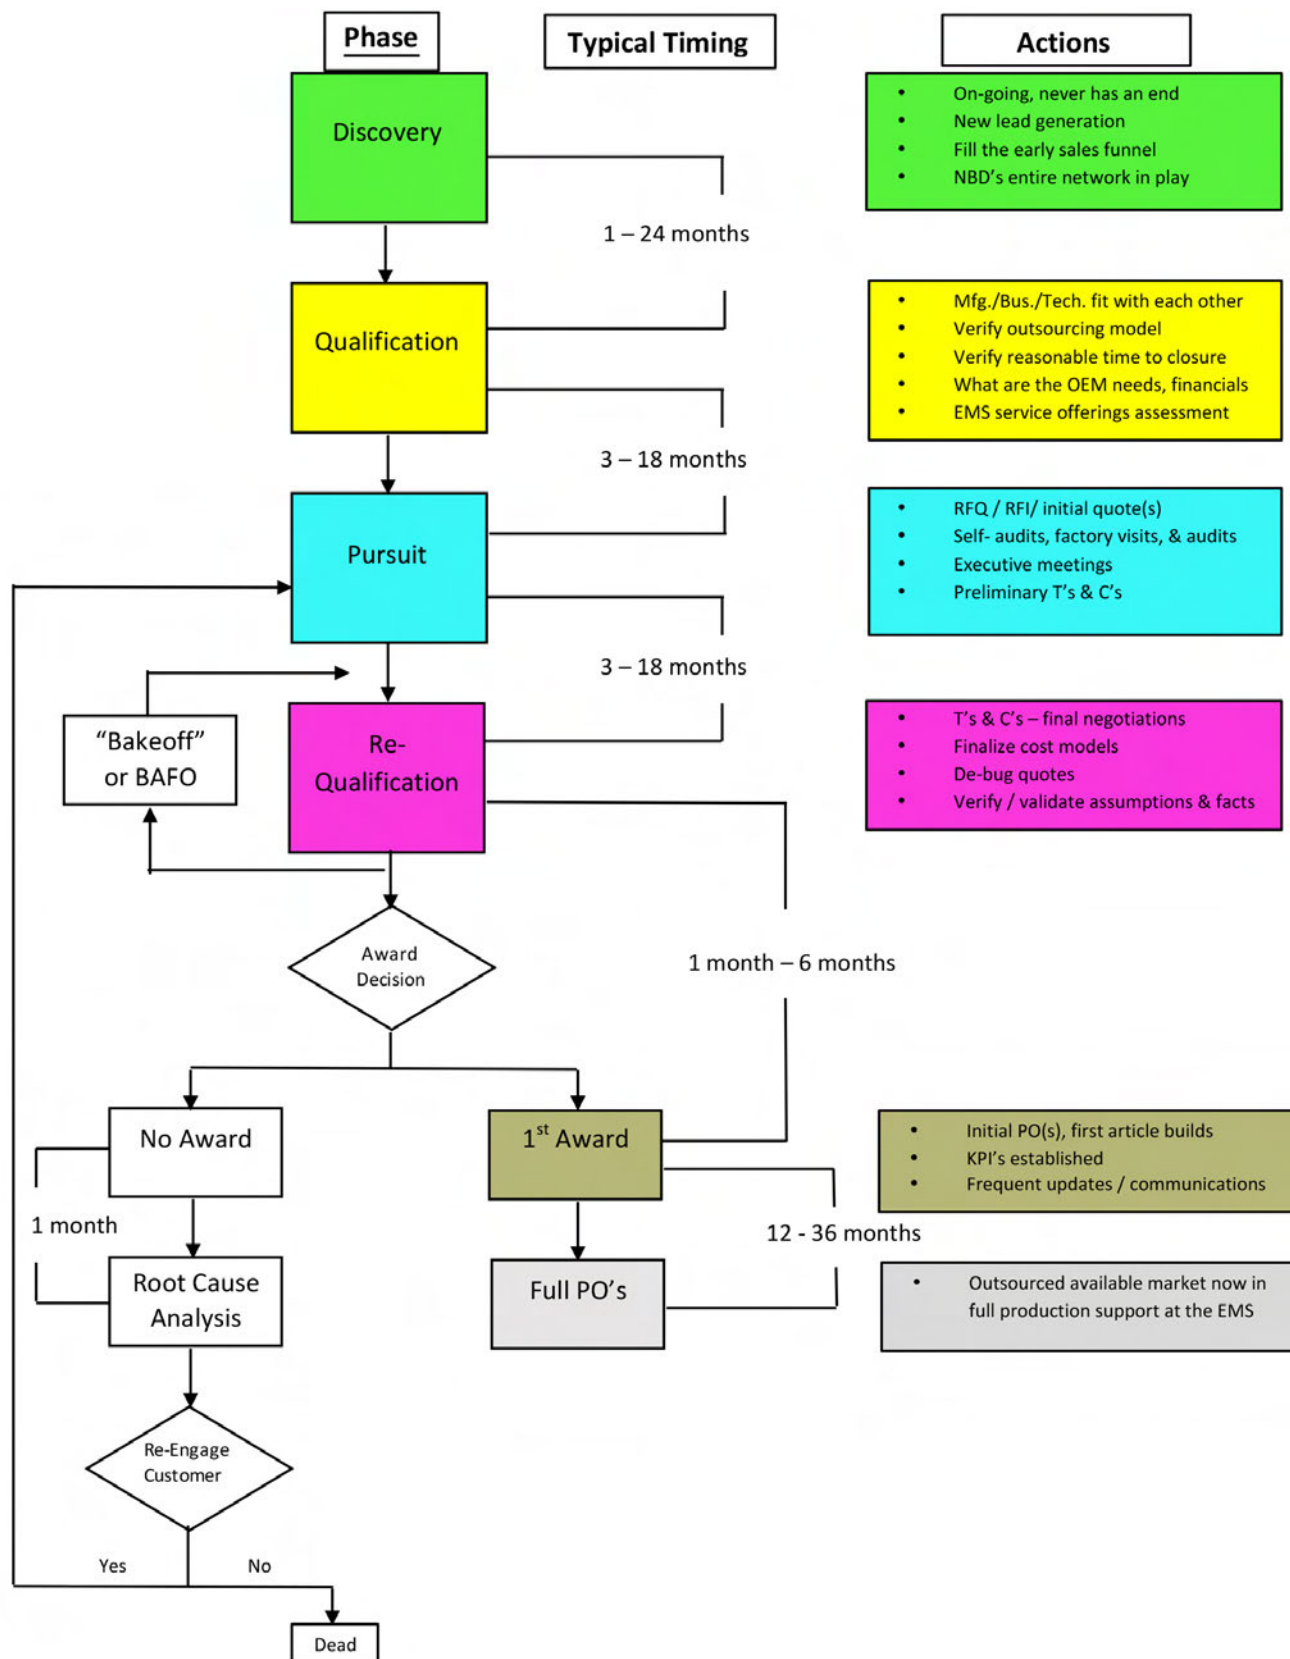 Phase
Typical Timing
Actions
Discovery
• On-going, never has an end
• New lead generation
• Fill the early sales funnel
• NBD's entire network in play
1 – 24 months
Qualification
• Mfg./Bus./Tech. fit with each other
• Verify outsourcing model
• Verify reasonable time to closure
• What are the OEM needs, financials
• EMS service offerings assessment
3 – 18 months
Pursuit
• RFQ / RFI/ initial quote(s)
• Self- audits, factory visits, & audits
• Executive meetings
• Preliminary T's & C's
3 – 18 months
"Bakeoff"
or BAFO
Re-
Qualification
• T's & C's – final negotiations
• Finalize cost models
• De-bug quotes
• Verify / validate assumptions & facts
Award
Decision
1 month – 6 months
No Award
1st Award
• Initial PO(s), first article builds
• KPI's established
• Frequent updates / communications
1 month
12 - 36 months
Root Cause
Analysis
Full PO's
• Outsourced available market now in
full production support at the EMS
Re-Engage
Customer
Yes
No
Dead